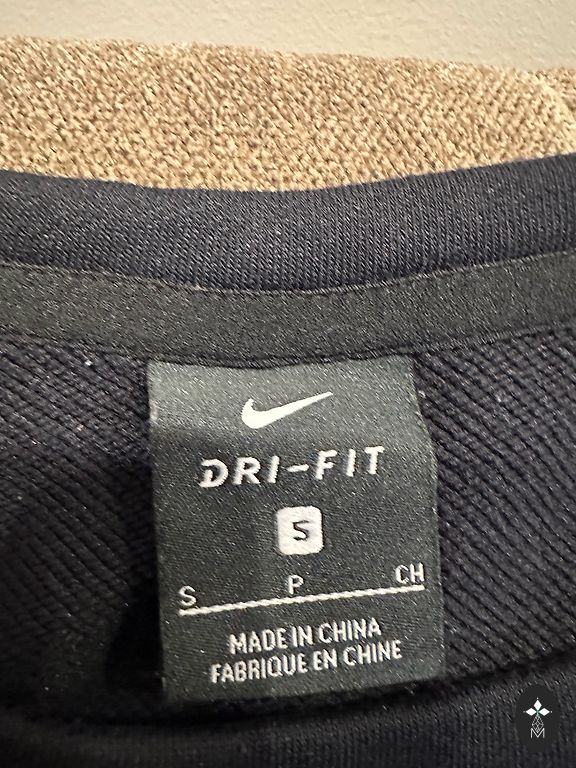 DRI-FIT
S
S P CH
MADE IN CHINA
FABRIQUE EN CHINE
M